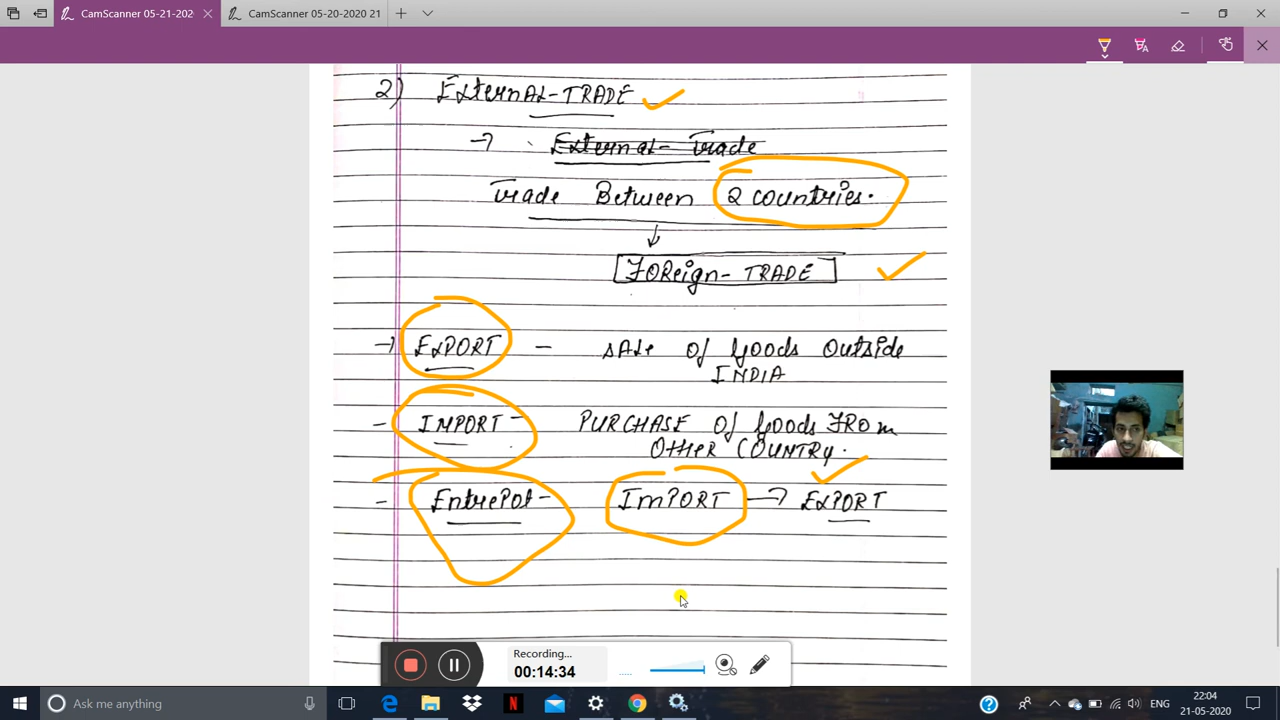 CamScanner 05-21-2020
CamScanner 05-20-2020 21
2) External-TRADE
→ External-Trade
Trade Between 2 countries.
↓
Foreign-TRADE
→ EXPORT - SALE of Goods Outside
INDIA
- IMPORT - PURCHASE of Goods FROM
OTHER COUNTRY.
- EntrePot - ImPORT → EXPORT
Recording...
00:14:34
Ask me anything
22:04
21-05-2020